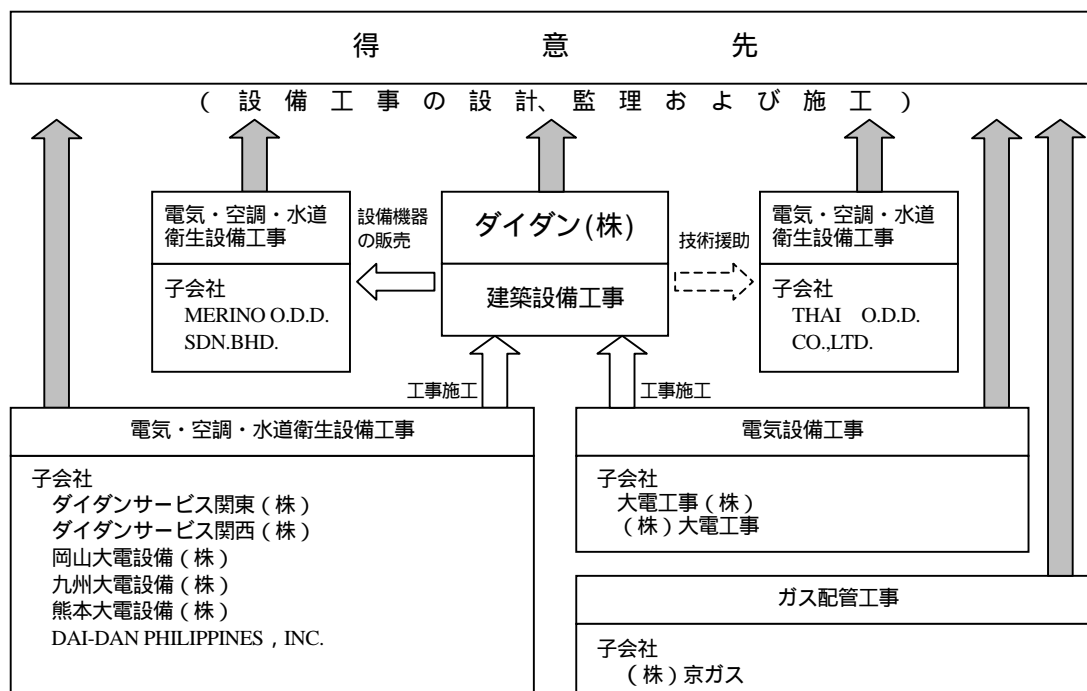 得意先
(設備工事の設計、監理および施工)
電気・空調・水道
衛生設備工事
子会社
MERINO O.D.D.
SDN.BHD.
設備機器
の販売
ダイダン(株)
建築設備工事
技術援助
電気・空調・水道
衛生設備工事
子会社
THAI O.D.D.
CO.,LTD.
工事施工
工事施工
電気・空調・水道衛生設備工事
子会社
ダイダンサービス関東(株)
ダイダンサービス関西(株)
岡山大電設備(株)
九州大電設備(株)
熊本大電設備(株)
DAI-DAN PHILIPPINES , INC.
電気設備工事
子会社
大電工事(株)
(株)大電工事
ガス配管工事
子会社
(株)京ガス